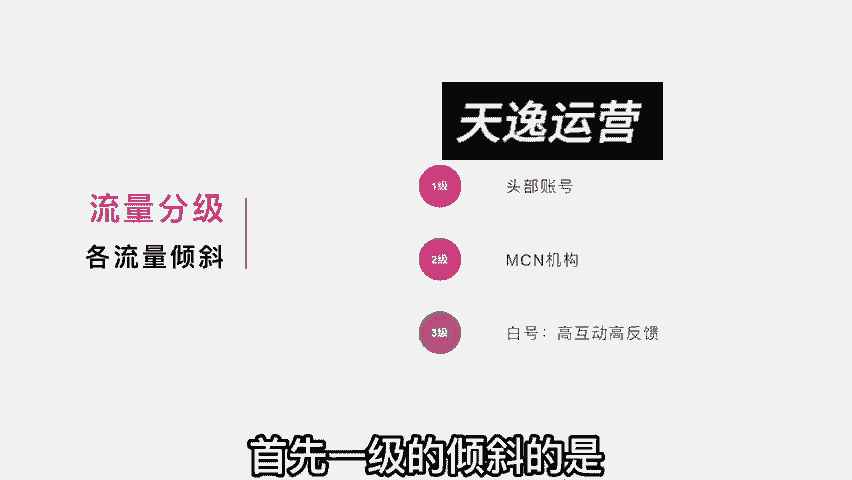 天逸运营
流量分级
各流量倾斜
1级 头部账号
2级 MCN机构
3级 白号：高互动高反馈
首先一级的倾斜的是